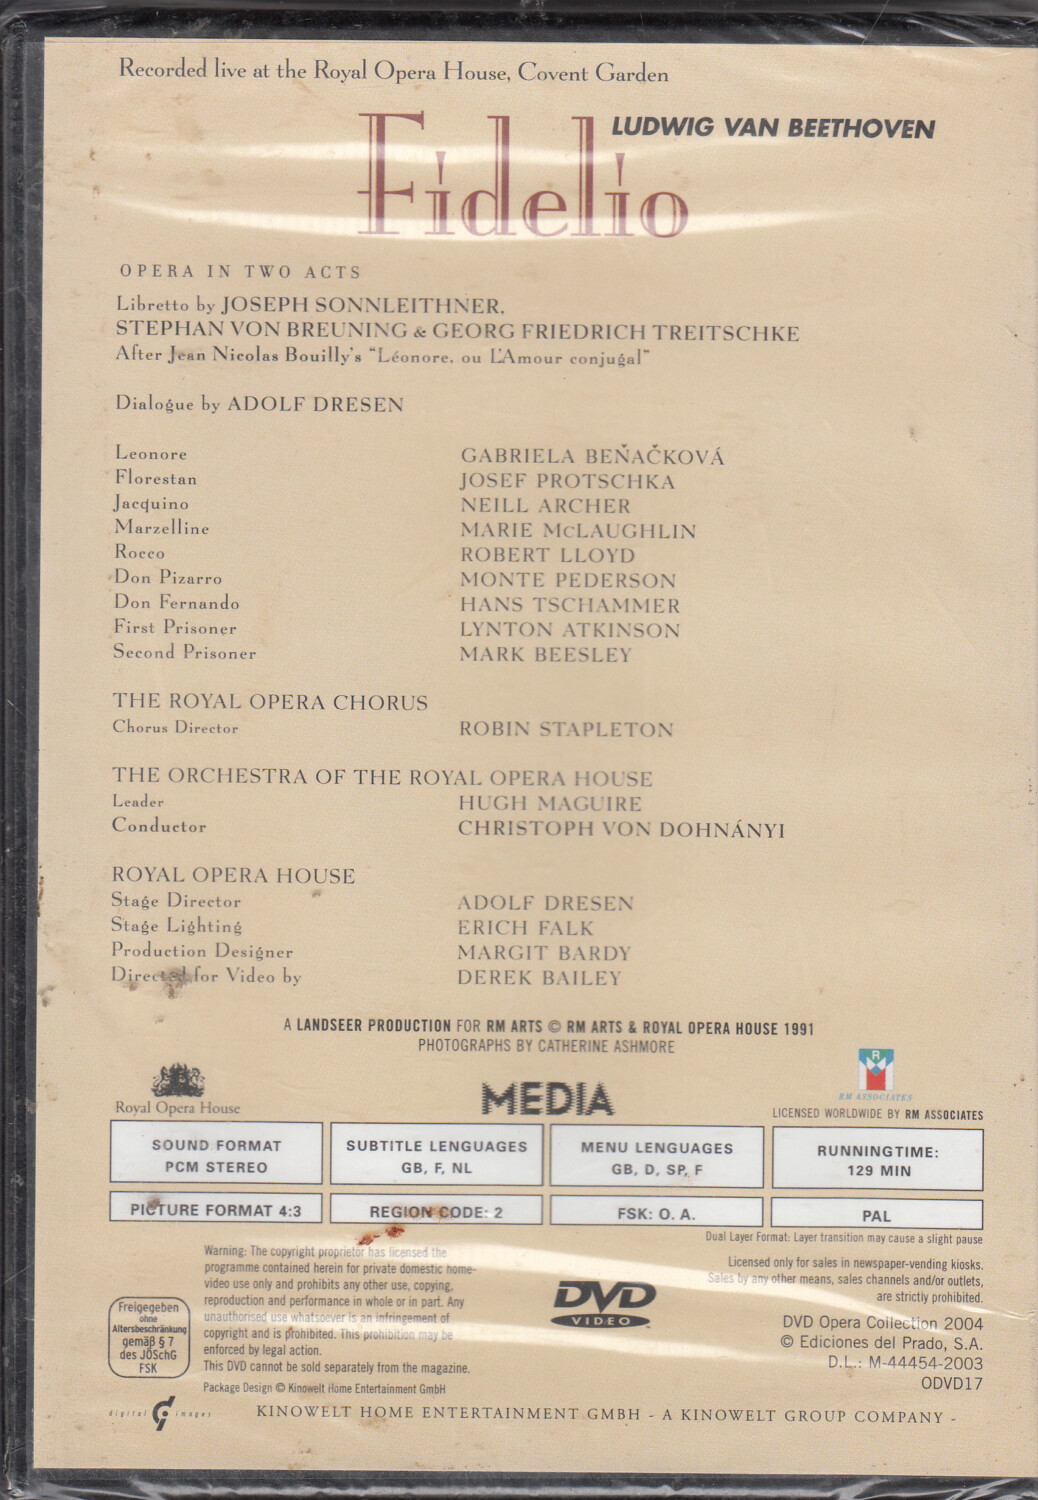 Recorded live at the Royal Opera House, Covent Garden
LUDWIG VAN BEETHOVEN
Fidelio
OPERA IN TWO ACTS
Libretto by JOSEPH SONNLEITHNER,
STEPHAN VON BREUNING & GEORG FRIEDRICH TREITSCHKE
After Jean Nicolas Bouilly's "Léonore, ou L'Amour conjugal"
Dialogue by ADOLF DRESEN
Leonore GABRIELA BEŇAČKOVÁ
Florestan JOSEF PROTSCHKA
Jacquino NEILL ARCHER
Marzelline MARIE McLAUGHLIN
Rocco ROBERT LLOYD
Don Pizarro MONTE PEDERSON
Don Fernando HANS TSCHAMMER
First Prisoner LYNTON ATKINSON
Second Prisoner MARK BEESLEY
THE ROYAL OPERA CHORUS
Chorus Director ROBIN STAPLETON
THE ORCHESTRA OF THE ROYAL OPERA HOUSE
Leader HUGH MAGUIRE
Conductor CHRISTOPH VON DOHNÁNYI
ROYAL OPERA HOUSE
Stage Director ADOLF DRESEN
Stage Lighting ERICH FALK
Production Designer MARGIT BARDY
Directed for Video by DEREK BAILEY
A LANDSEER PRODUCTION FOR RM ARTS © RM ARTS & ROYAL OPERA HOUSE 1991
PHOTOGRAPHS BY CATHERINE ASHMORE
Royal Opera House
MEDIA
R M
RM ASSOCIATES
LICENSED WORLDWIDE BY RM ASSOCIATES
SOUND FORMAT
PCM STEREO
SUBTITLE LENGUAGES
GB, F, NL
MENU LENGUAGES
GB, D, SP, F
RUNNINGTIME:
129 MIN
PICTURE FORMAT 4:3
REGION CODE: 2
FSK: O. A.
PAL
Dual Layer Format: Layer transition may cause a slight pause
Warning: The copyright proprietor has licensed the
programme contained herein for private domestic home-
video use only and prohibits any other use, copying,
reproduction and performance in whole or in part. Any
unauthorised use whatsoever is an infringement of
copyright and is prohibited. This prohibition may be
enforced by legal action.
This DVD cannot be sold separately from the magazine.
Package Design © Kinowelt Home Entertainment GmbH
Freigegeben
ohne
Altersbeschränkung
gemäß § 7
des JÖSchG
FSK
DVD
VIDEO
Licensed only for sales in newspaper-vending kiosks.
Sales by any other means, sales channels and/or outlets,
are strictly prohibited.
DVD Opera Collection 2004
© Ediciones del Prado, S.A.
D.L.: M-44454-2003
ODVD17
digital images
KINOWELT HOME ENTERTAINMENT GMBH - A KINOWELT GROUP COMPANY -